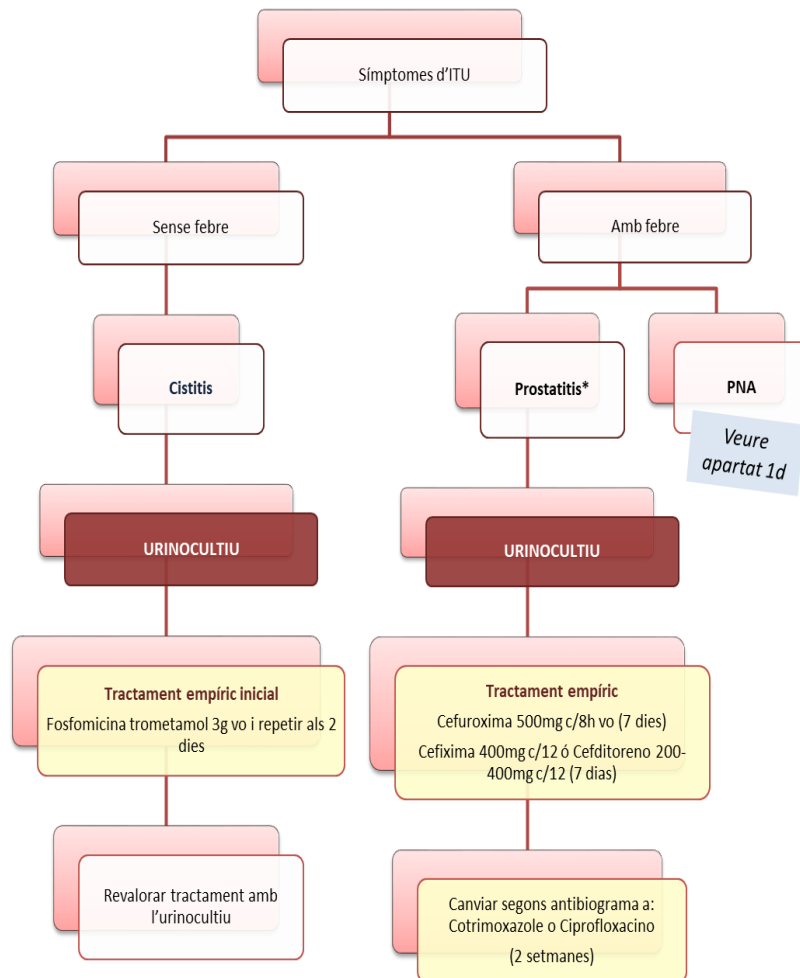 Símptomes d'ITU
Sense febre
Amb febre
Cistitis
Prostatitis*
PNA
Veure
apartat 1d
URINOCULTIU
URINOCULTIU
Tractament empíric inicial
Fosfomicina trometamol 3g vo i repetir als 2
dies
Tractament empíric
Cefuroxima 500mg c/8h vo (7 dies)
Cefixima 400mg c/12 ó Cefditoreno 200-
400mg c/12 (7 dias)
Revalorar tractament amb
l'urinocultiu
Canviar segons antibiograma a:
Cotrimoxazole o Ciprofloxacino
(2 setmanes)